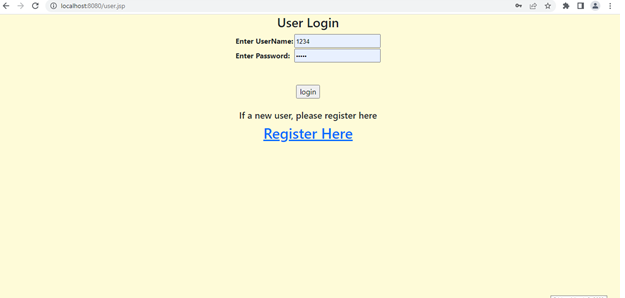 localhost:8080/user.jsp
User Login
Enter UserName: 1234
Enter Password: •••••
login
If a new user, please register here
Register Here